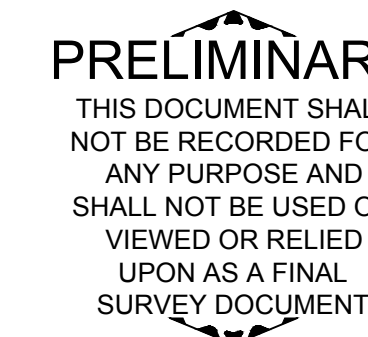 PRELIMINAR
THIS DOCUMENT SHAL
NOT BE RECORDED FO
ANY PURPOSE AND
SHALL NOT BE USED O
VIEWED OR RELIED
UPON AS A FINAL
SURVEY DOCUMENT